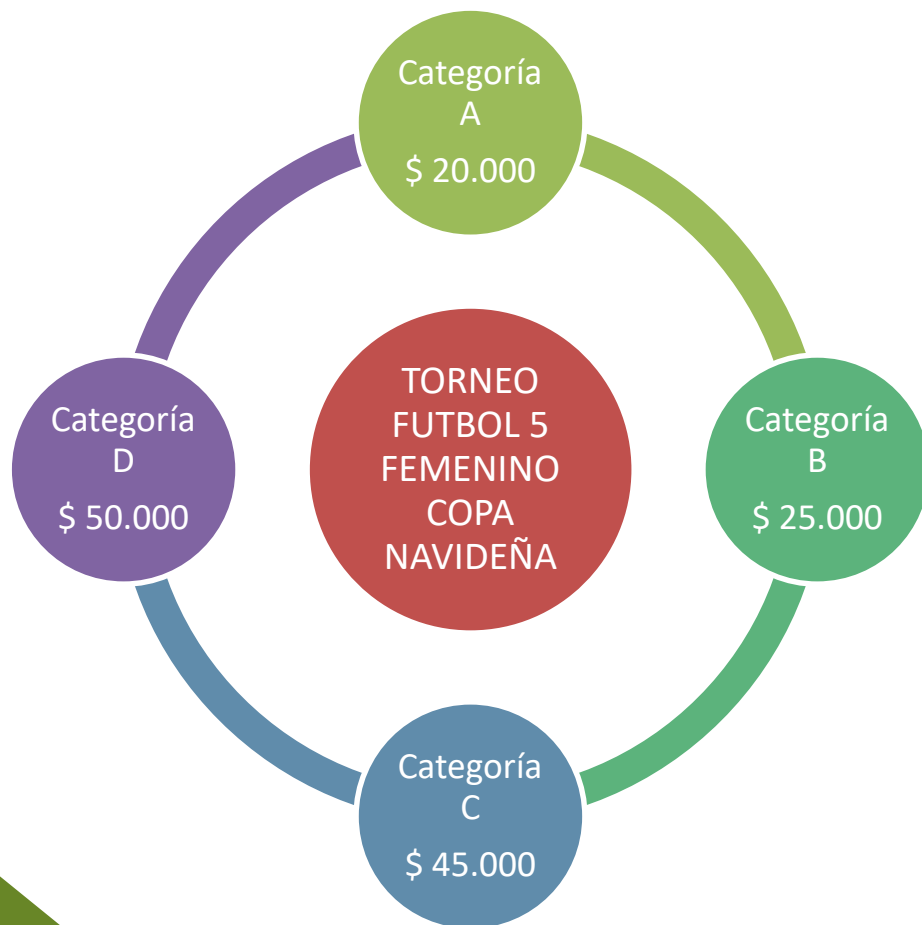 Categoría
A
$ 20.000
TORNEO
FUTBOL 5
FEMENINO
COPA
NAVIDEÑA
Categoría
B
$ 25.000
Categoría
C
$ 45.000
Categoría
D
$ 50.000